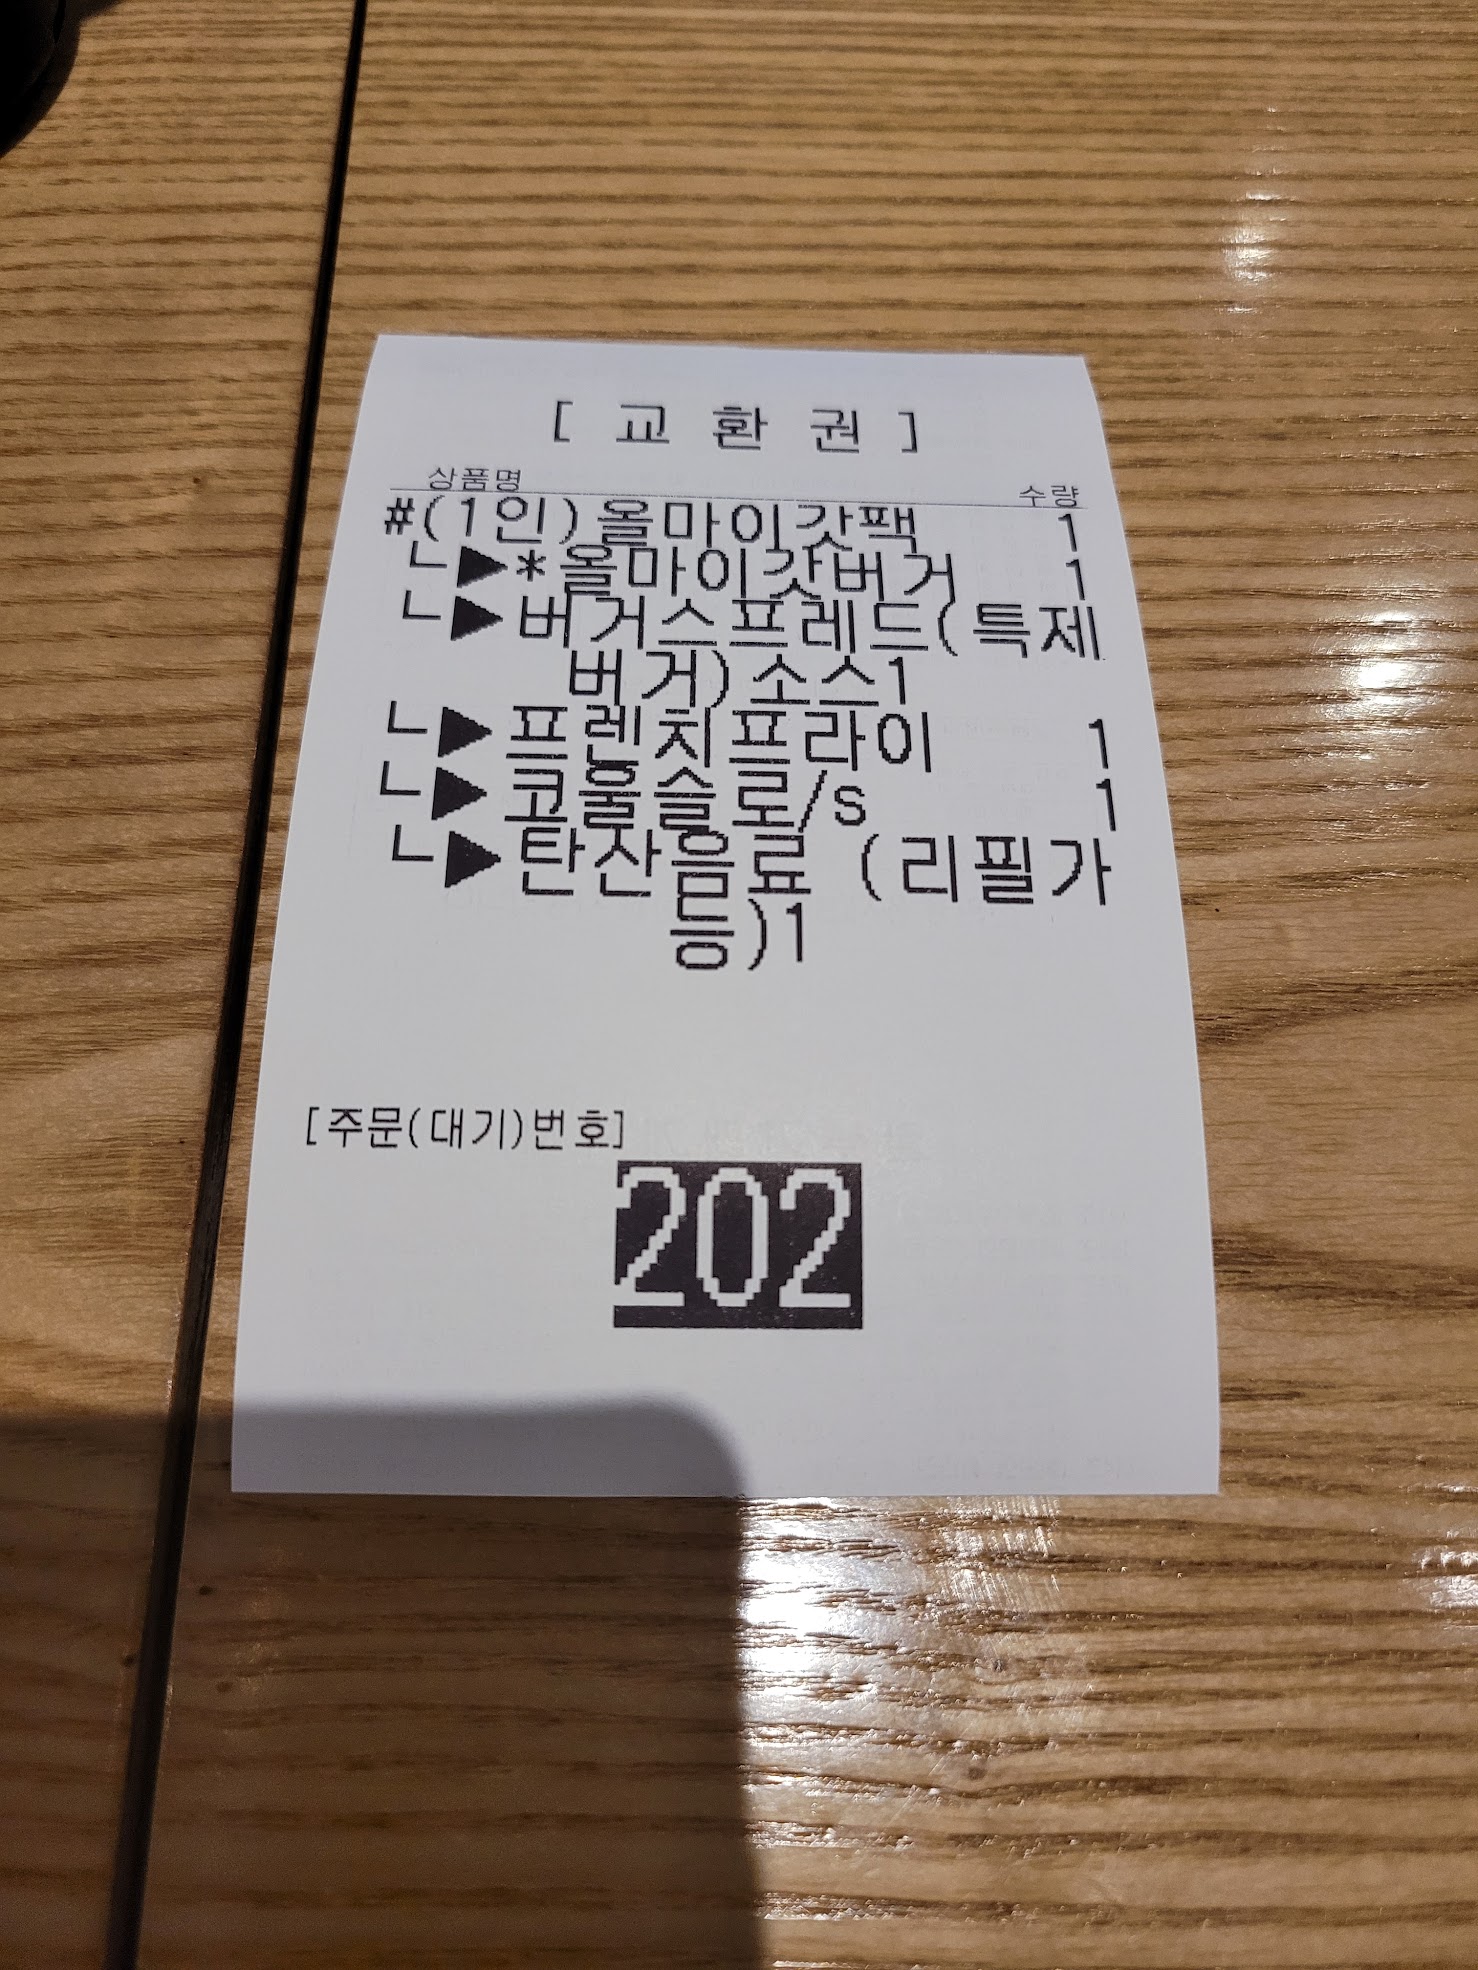 [ 교 환 권 ]
상품명 수량
#(1인)올마이갓팩 1
└▶*올마이갓버거 1
└▶버거스프레드(특제
버거)소스1
└▶프렌치프라이 1
└▶코울슬로/s 1
└▶탄산음료 (리필가
등)1
[주문(대기)번호]
202